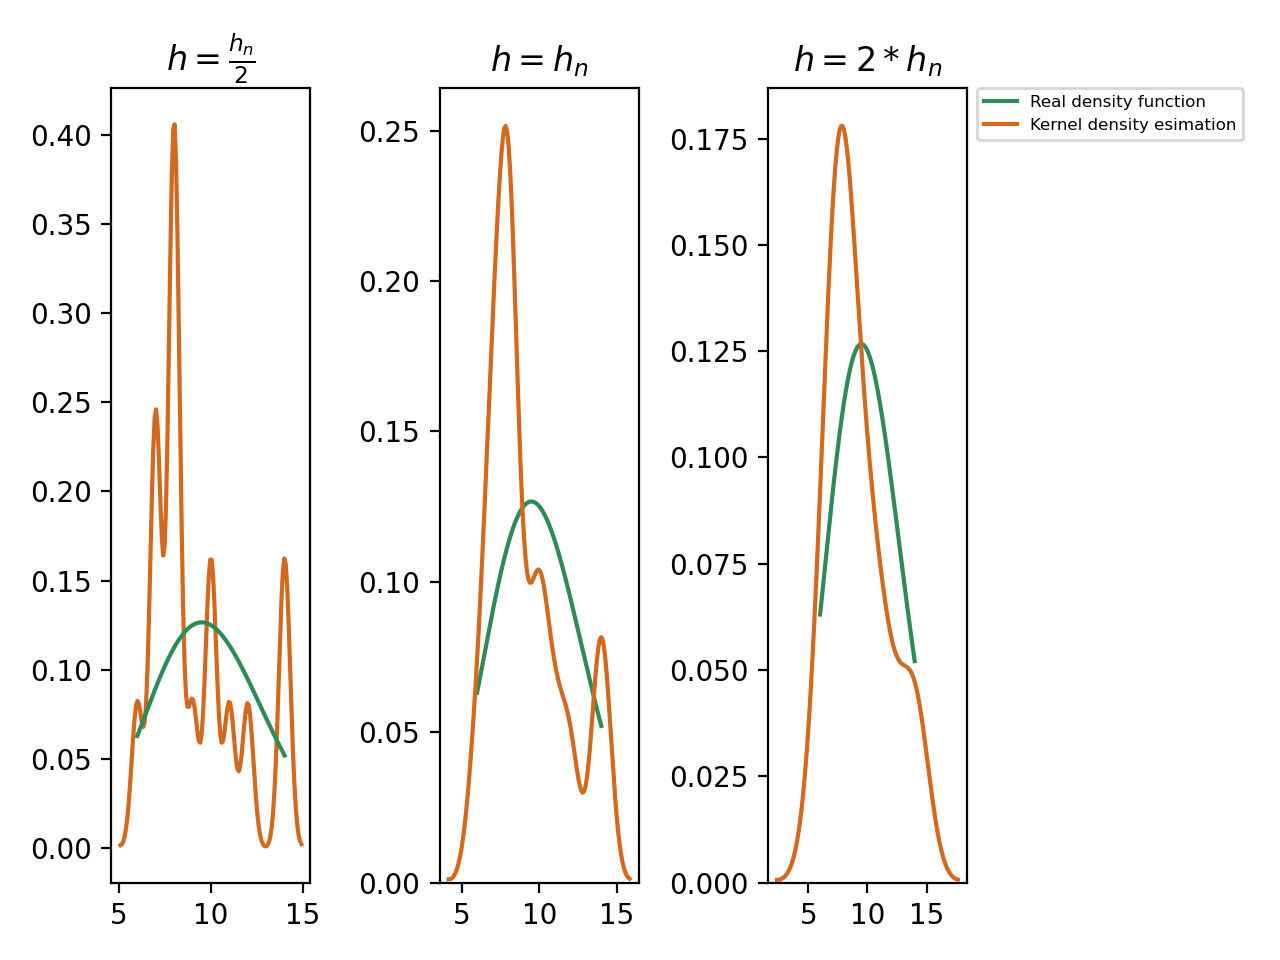 h = \frac{h_n}{2}
h = h_n
h = 2 * h_n
Real density function
Kernel density esimation
0.40
0.35
0.30
0.25
0.20
0.15
0.10
0.05
0.00
5 10 15
0.25
0.20
0.15
0.10
0.05
0.00
5 10 15
0.175
0.150
0.125
0.100
0.075
0.050
0.025
0.000
5 10 15